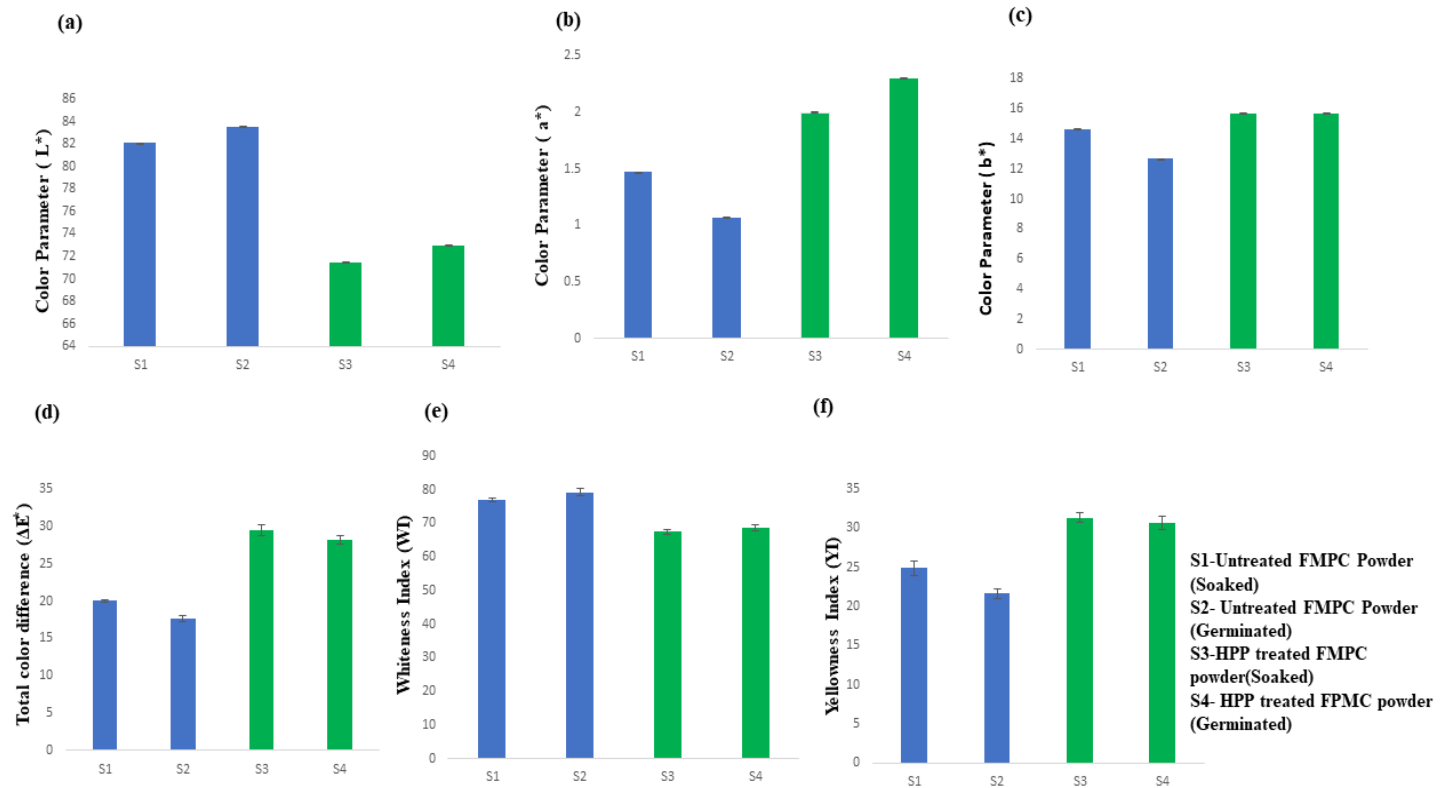 (a)
Color Parameter ( L*)
86
84
82
80
78
76
74
72
70
68
66
64
S1
S2
S3
S4
(b)
Color Parameter ( a*)
2.5
2
1.5
1
0.5
0
S1
S2
S3
S4
(c)
Color Parameter ( b*)
18
16
14
12
10
8
6
4
2
0
S1
S2
S3
S4
(d)
Total color difference (ΔE*)
35
30
25
20
15
10
5
0
S1
S2
S3
S4
(e)
Whiteness Index (WI)
90
80
70
60
50
40
30
20
10
0
S1
S2
S3
S4
(f)
Yellowness Index (YI)
35
30
25
20
15
10
5
0
S1
S2
S3
S4
S1-Untreated FMPC Powder
(Soaked)
S2- Untreated FMPC Powder
(Germinated)
S3-HPP treated FMPC
powder(Soaked)
S4- HPP treated FPMC powder
(Germinated)